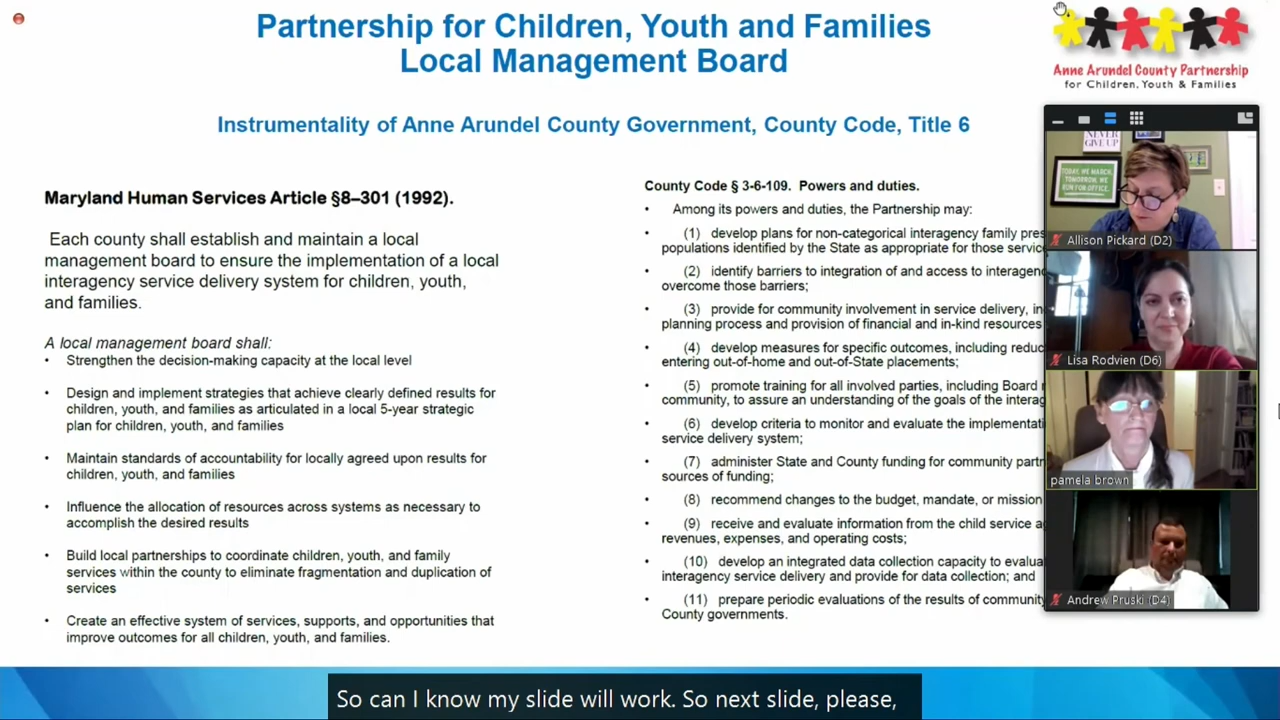 Partnership for Children, Youth and Families
Local Management Board
Instrumentality of Anne Arundel County Government, County Code, Title 6
Anne Arundel County Partnership
for Children, Youth & Families
Maryland Human Services Article §8–301 (1992).
Each county shall establish and maintain a local
management board to ensure the implementation of a local
interagency service delivery system for children, youth,
and families.
A local management board shall:
• Strengthen the decision-making capacity at the local level
• Design and implement strategies that achieve clearly defined results for
children, youth, and families as articulated in a local 5-year strategic
plan for children, youth, and families
• Maintain standards of accountability for locally agreed upon results for
children, youth, and families
• Influence the allocation of resources across systems as necessary to
accomplish the desired results
• Build local partnerships to coordinate children, youth, and family
services within the county to eliminate fragmentation and duplication of
services
• Create an effective system of services, supports, and opportunities that
improve outcomes for all children, youth, and families.
County Code § 3-6-109. Powers and duties.
• Among its powers and duties, the Partnership may:
• (1) develop plans for non-categorical interagency family pres
populations identified by the State as appropriate for those servic
• (2) identify barriers to integration of and access to interagenc
overcome those barriers;
• (3) provide for community involvement in service delivery, in
planning process and provision of financial and in-kind resources
• (4) develop measures for specific outcomes, including reduc
entering out-of-home and out-of-State placements;
• (5) promote training for all involved parties, including Board
community, to assure an understanding of the goals of the interag
• (6) develop criteria to monitor and evaluate the implementati
service delivery system;
• (7) administer State and County funding for community partn
sources of funding;
• (8) recommend changes to the budget, mandate, or mission
• (9) receive and evaluate information from the child service a
revenues, expenses, and operating costs;
• (10) develop an integrated data collection capacity to evalua
interagency service delivery and provide for data collection; and
• (11) prepare periodic evaluations of the results of community
County governments.
NEVER
GIVE UP
TODAY, WE MARCH,
TOMORROW, WE
RUN FOR OFFICE.
Allison Pickard (D2)
Lisa Rodvien (D6)
pamela brown
Andrew Pruski (D4)
So can I know my slide will work. So next slide, please,